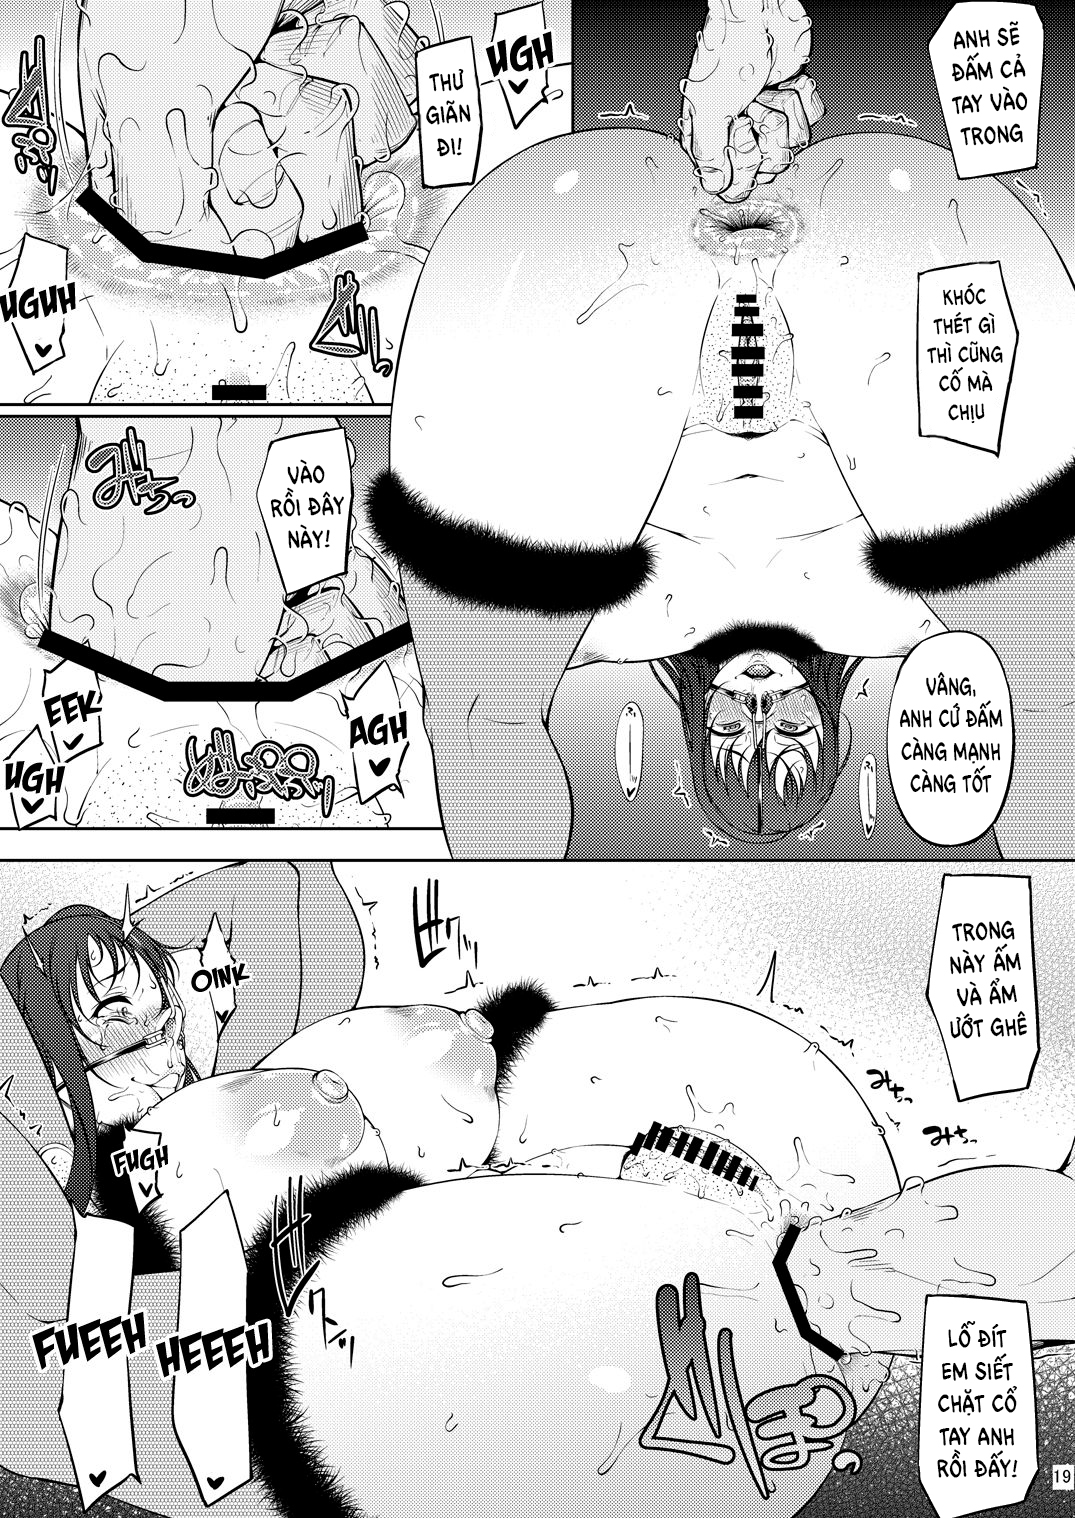 ANH SẼ
ĐẤM CẢ
TAY VÀO
TRONG
KHÓC
THÉT GÌ
THÌ CŨNG
CỐ MÀ
CHỊU
VÂNG,
ANH CỨ ĐẤM
CÀNG MẠNH
CÀNG TỐT
UGH
THƯ
GIÃN
ĐI!
UGUH
VÀO
RỒI ĐÂY
NÀY!
AGH
EEK
UGH
TRONG
NÀY ẤM
VÀ ẨM
ƯỚT GHÊ
OINK
FUGH
HEEEH
FUEEH
LỖ ĐÍT
EM SIẾT
CHẶT CỔ
TAY ANH
RỒI ĐẤY!
19